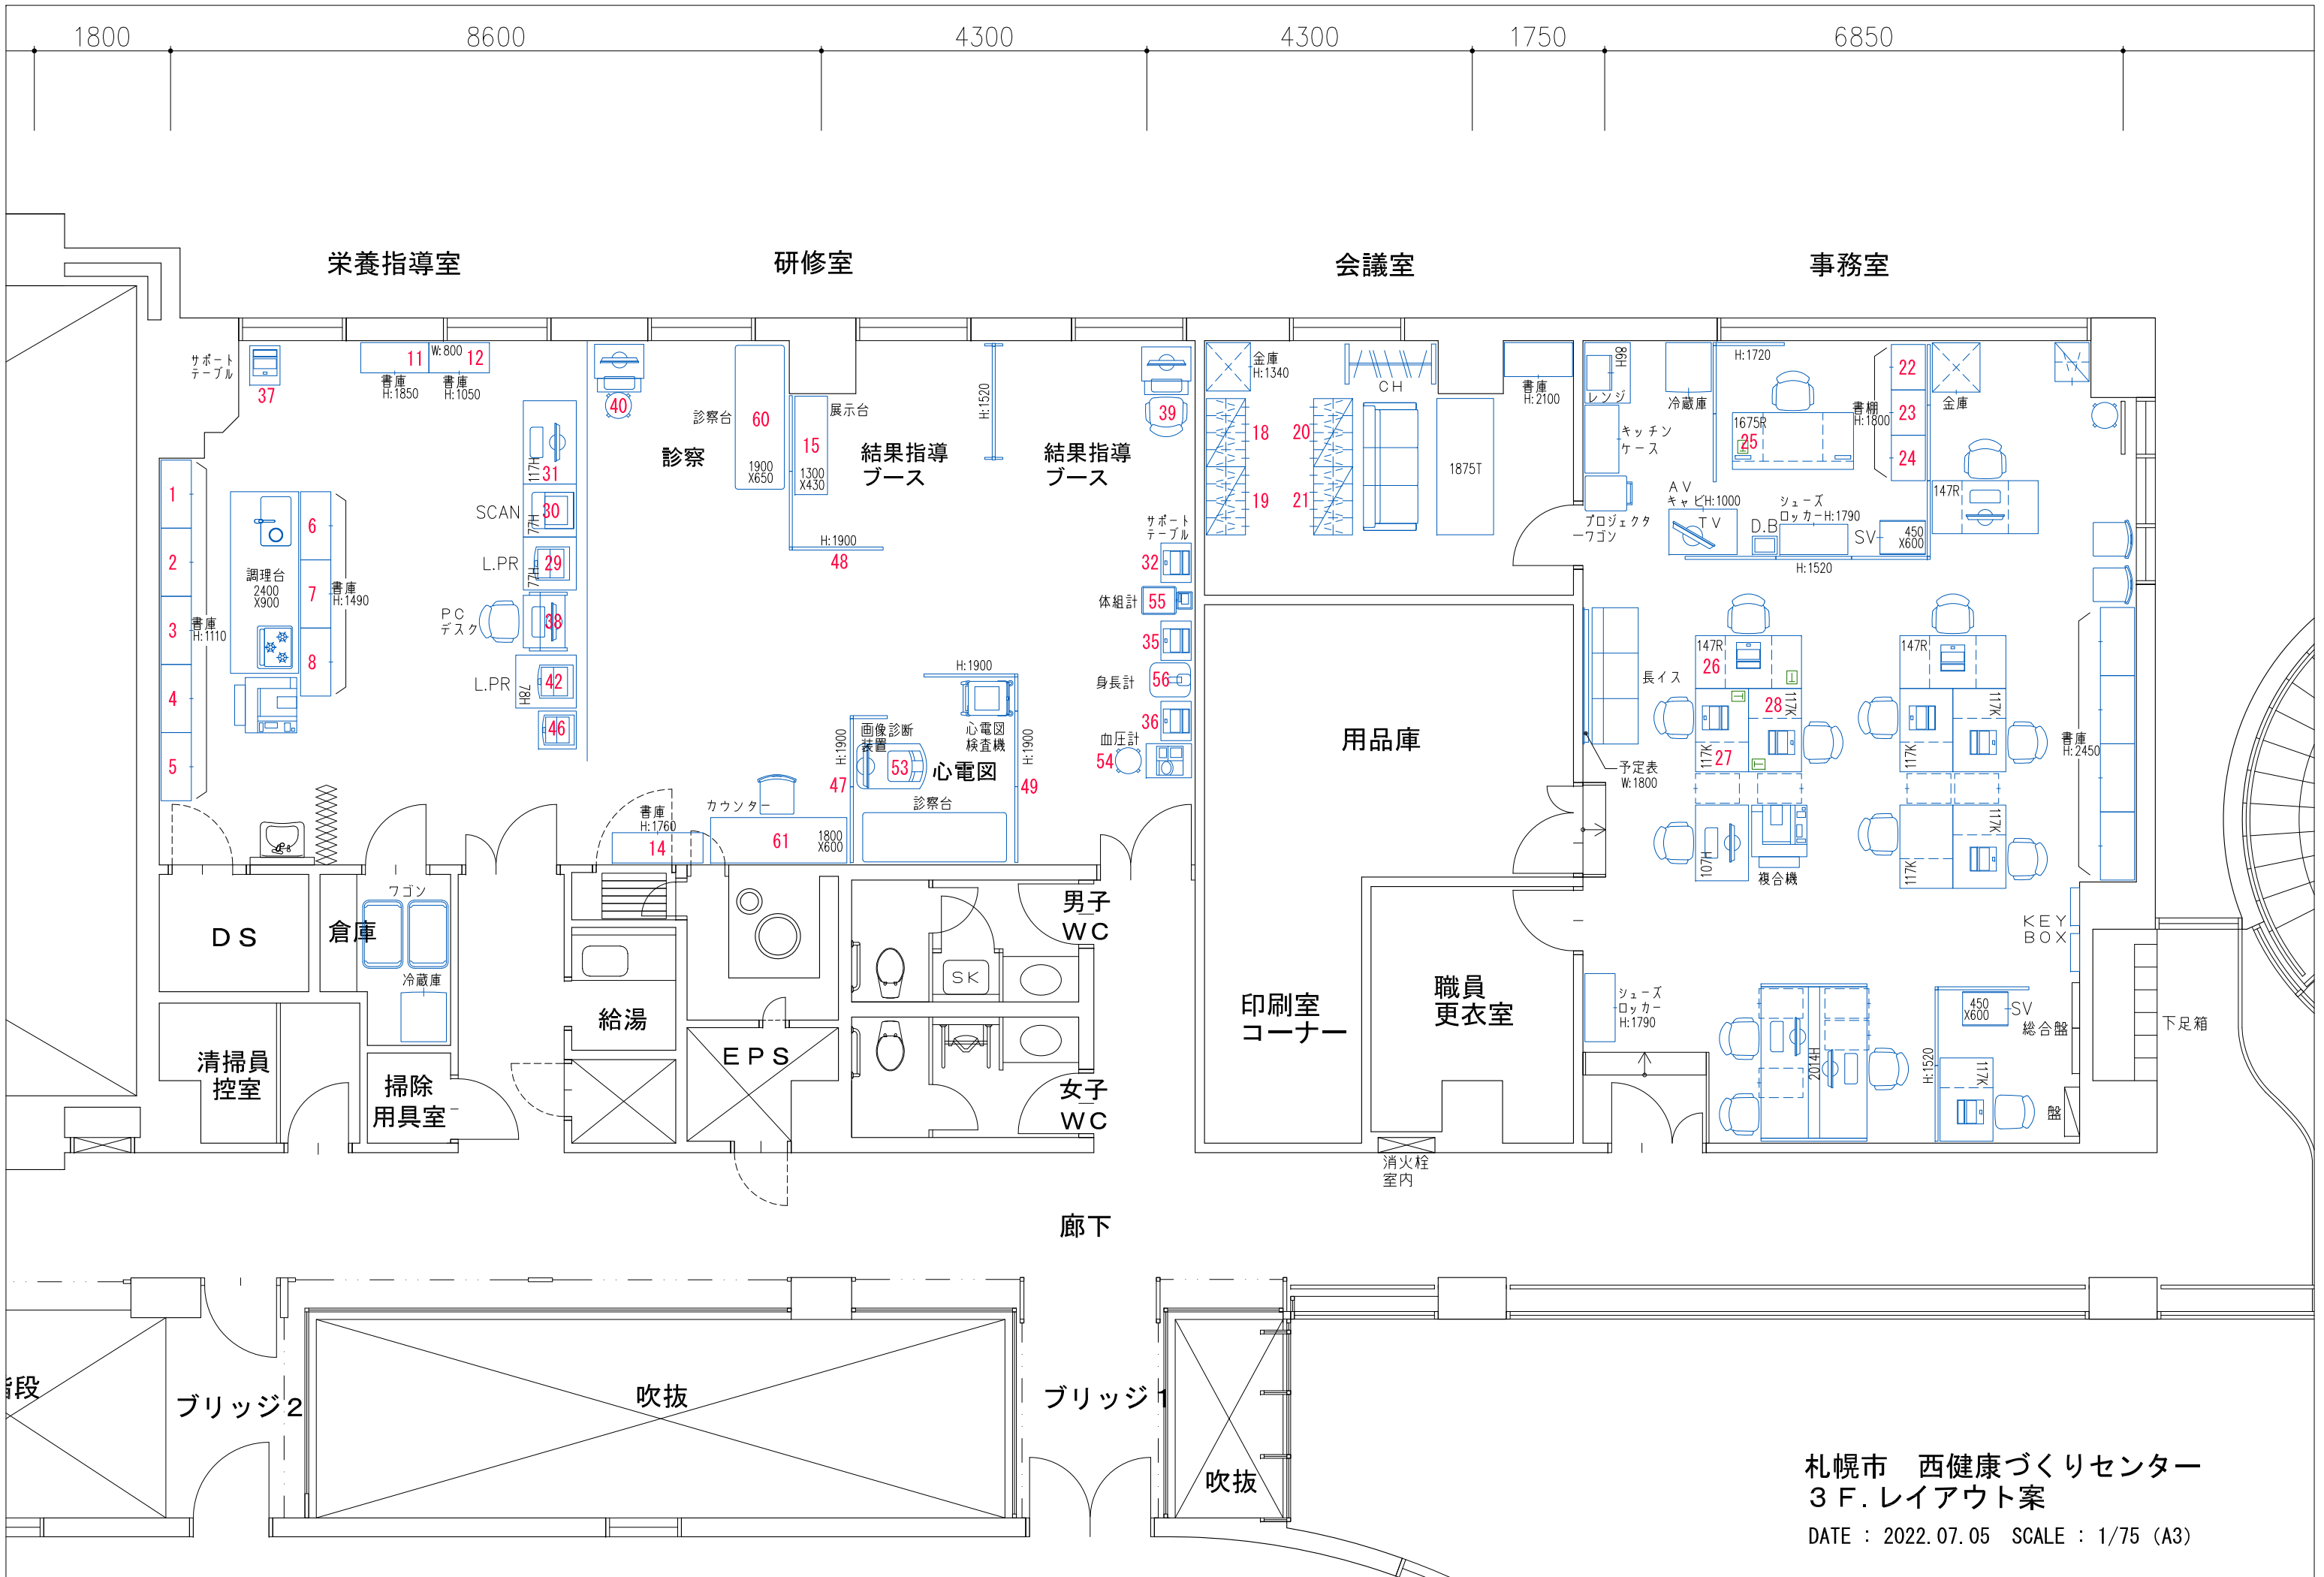 1800
8600
4300
4300
1750
6850
栄養指導室
研修室
会議室
事務室
サポート
テーブル
37
11
W:800
12
書庫
H:1850
書庫
H:1050
40
診察台
60
1900
X650
展示台
15
1300
X430
診察
H:1520
結果指導
ブース
結果指導
ブース
39
金庫
H:1340
CH
書庫
H:2100
18
20
19
21
1875T
H98
レンジ
キッチン
ケース
プロジェクタ
ーワゴン
冷蔵庫
H:1720
1675R
25
書棚
H:1800
22
23
24
金庫
147R
AV
キャビH:1000
TV
D.B
シューズ
ロッカーH:1790
SV
450
X600
H:1520
1
2
3
4
5
書庫
H:1110
調理台
2400
X900
6
7
8
書庫
H:1490
117H
31
SCAN
30
77H
L.PR
29
77H
PC
デスク
38
L.PR
42
78H
46
H:1900
48
サポート
テーブル
32
体組計
55
35
身長計
56
36
血圧計
54
H:1900
H:1900
47
画像診断
装置
53
心電図
検査機
心電図
H:1900
49
診察台
カウンター
61
1800
X600
書庫
H:1760
14
用品庫
長イス
予定表
W:1800
147R
26
28
117K
117K
27
107H
複合機
147R
117K
117K
117K
117K
書庫
H:2450
DS
倉庫
ワゴン
冷蔵庫
清掃員
控室
掃除
用具室
給湯
EPS
SK
男子
WC
女子
WC
印刷室
コーナー
職員
更衣室
消火栓
室内
シューズ
ロッカー
H:1790
KEY
BOX
2014H
H:1520
450
X600
SV
総合盤
117K
盤
下足箱
廊下
階段
ブリッジ2
吹抜
ブリッジ1
吹抜
札幌市　西健康づくりセンター
3F.レイアウト案
DATE : 2022.07.05 SCALE : 1/75 (A3)